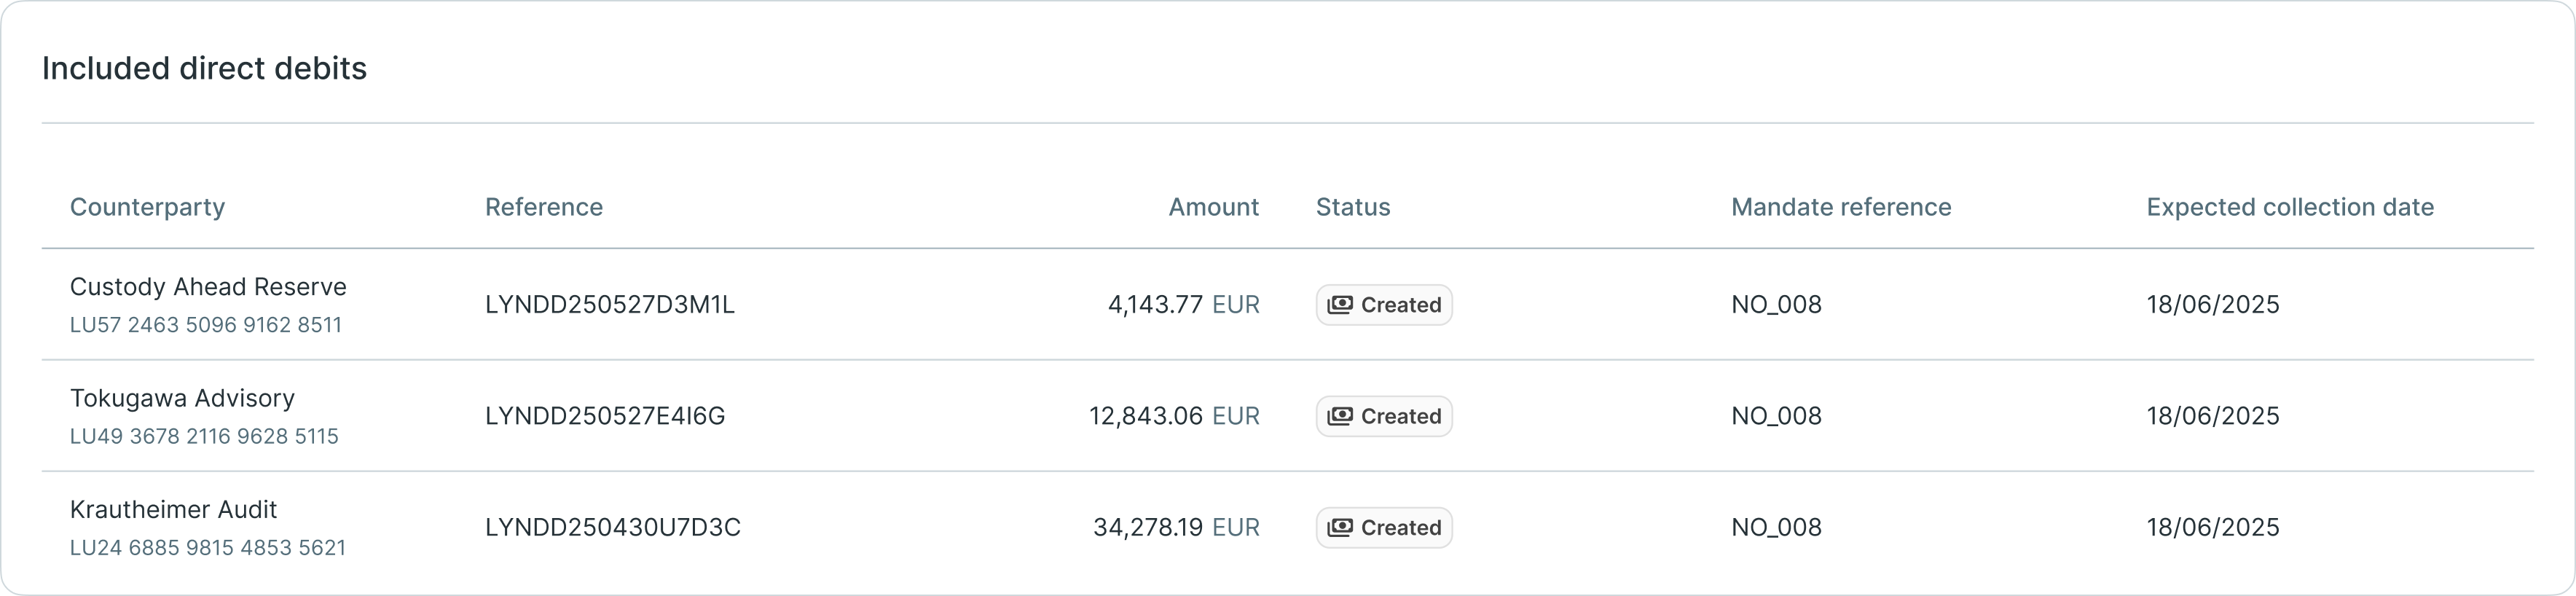 Included direct debits
Counterparty Reference Amount Status Mandate reference Expected collection date
Custody Ahead Reserve
LU57 2463 5096 9162 8511
LYNDD250527D3M1L 4,143.77 EUR Created NO_008 18/06/2025
Tokugawa Advisory
LU49 3678 2116 9628 5115
LYNDD250527E4I6G 12,843.06 EUR Created NO_008 18/06/2025
Krautheimer Audit
LU24 6885 9815 4853 5621
LYNDD250430U7D3C 34,278.19 EUR Created NO_008 18/06/2025